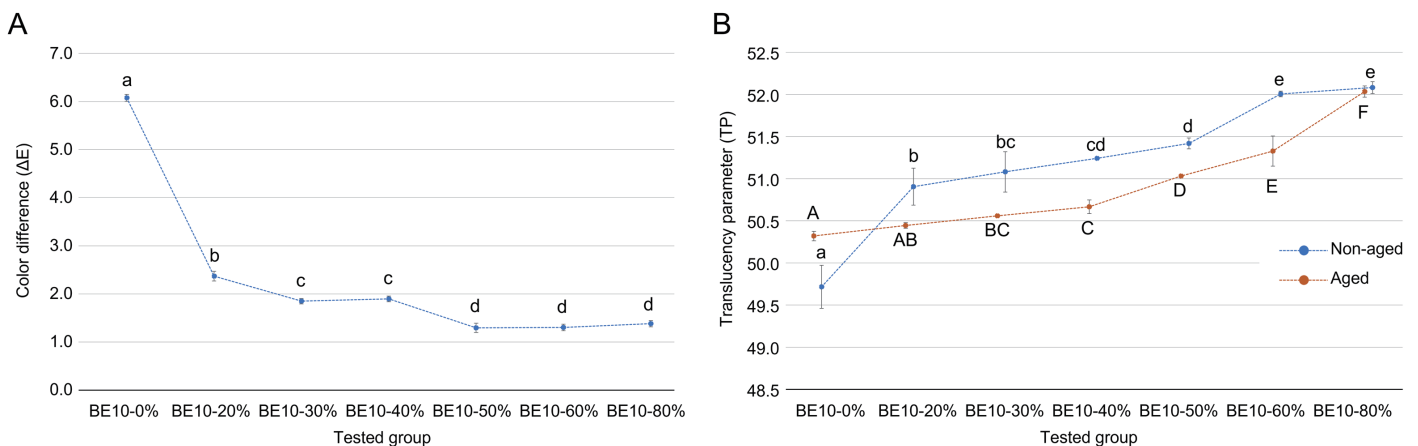 A
Color difference (ΔE)
7.0
6.0
5.0
4.0
3.0
2.0
1.0
0.0
a
b
c
c
d
d
d
BE10-0% BE10-20% BE10-30% BE10-40% BE10-50% BE10-60% BE10-80%
Tested group
B
Translucency parameter (TP)
52.5
52.0
51.5
51.0
50.5
50.0
49.5
49.0
48.5
a
b
bc
cd
d
e
e
A
AB
BC
C
D
E
F
Non-aged
Aged
BE10-0% BE10-20% BE10-30% BE10-40% BE10-50% BE10-60% BE10-80%
Tested group